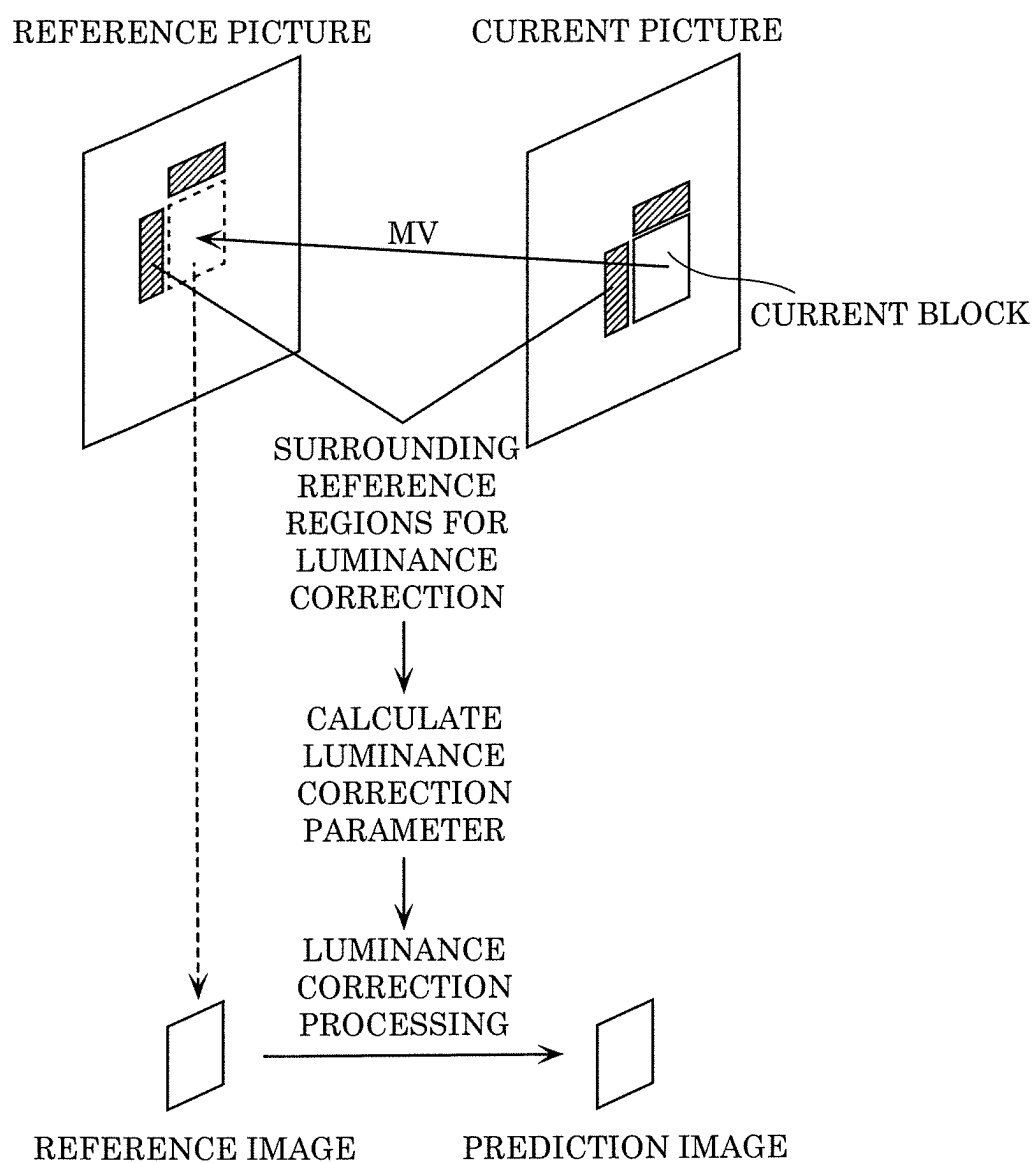 REFERENCE PICTURE
CURRENT PICTURE
MV
CURRENT BLOCK
SURROUNDING
REFERENCE
REGIONS FOR
LUMINANCE
CORRECTION
CALCULATE
LUMINANCE
CORRECTION
PARAMETER
LUMINANCE
CORRECTION
PROCESSING
REFERENCE IMAGE
PREDICTION IMAGE